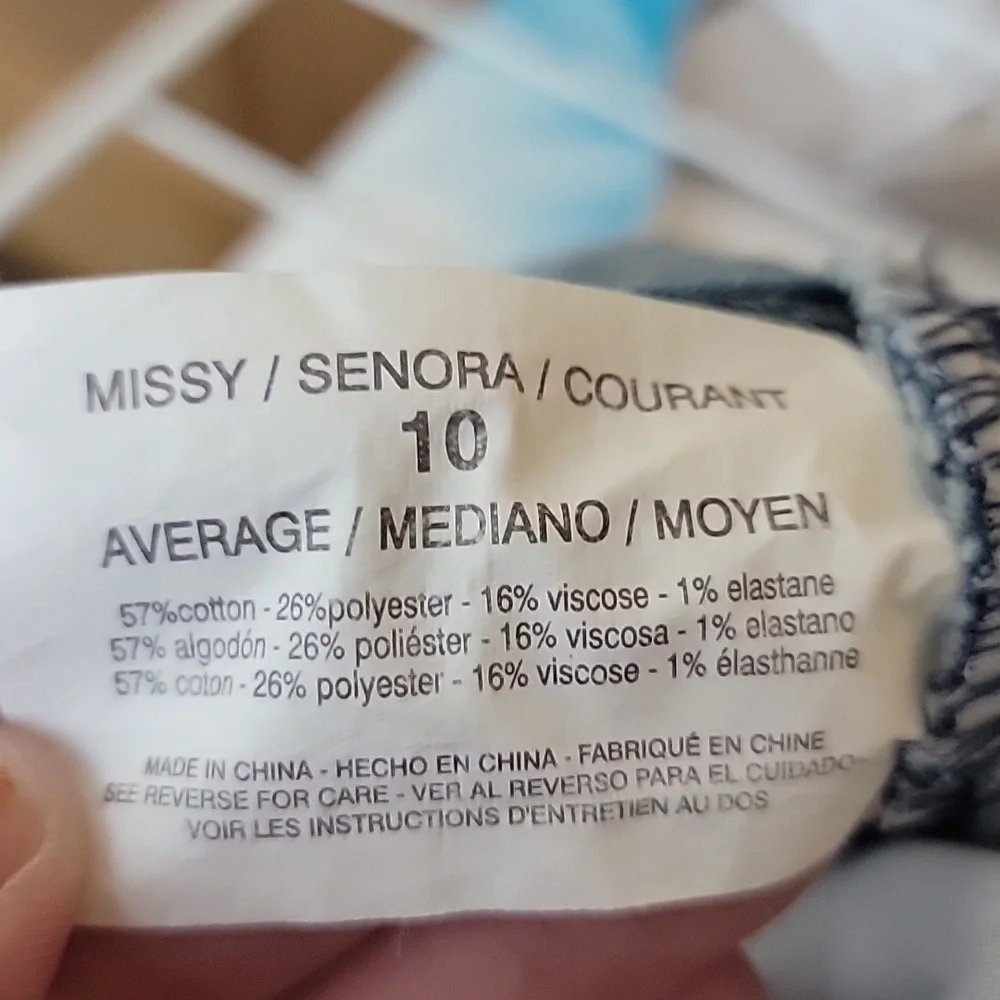 MISSY / SENORA / COURANT
10
AVERAGE / MEDIANO / MOYEN
57%cotton - 26%polyester - 16% viscose - 1% elastane
57% algodón - 26% poliéster - 16% viscosa - 1% elastano
57% coton - 26% polyester - 16% viscose - 1% élasthanne
MADE IN CHINA - HECHO EN CHINA - FABRIQUÉ EN CHINE
SEE REVERSE FOR CARE - VER AL REVERSO PARA EL CUIDADO-
VOIR LES INSTRUCTIONS D'ENTRETIEN AU DOS